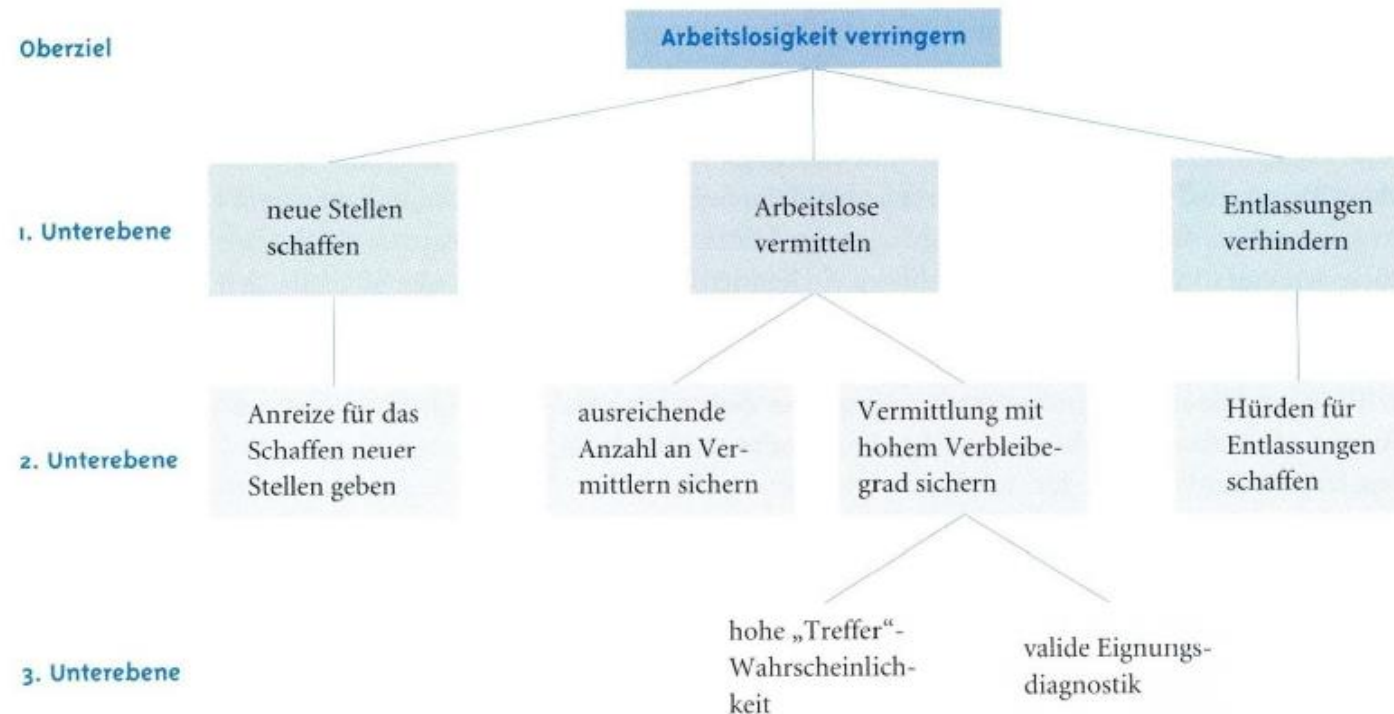 Oberziel
Arbeitslosigkeit verringern
1. Unterebene
neue Stellen
schaffen
Arbeitslose
vermitteln
Entlassungen
verhindern
2. Unterebene
Anreize für das
Schaffen neuer
Stellen geben
ausreichende
Anzahl an Ver-
mittlern sichern
Vermittlung mit
hohem Verbleibe-
grad sichern
Hürden für
Entlassungen
schaffen
3. Unterebene
hohe „Treffer“-
Wahrscheinlich-
keit
valide Eignungs-
diagnostik